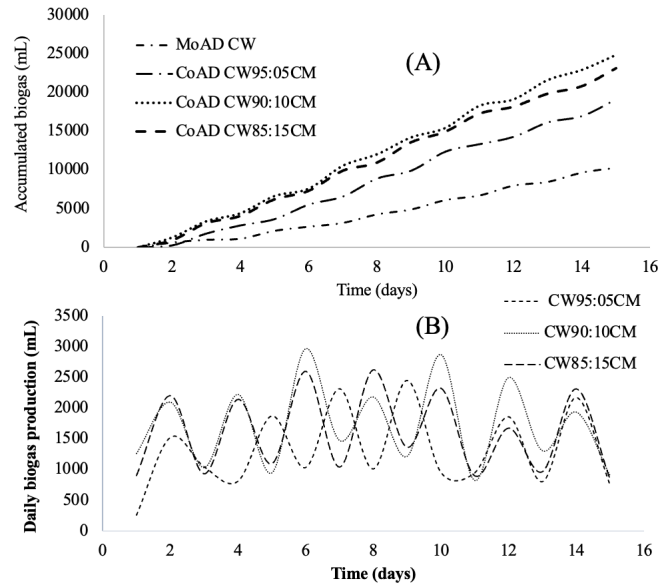 30000
25000
20000
15000
10000
5000
0
Accumulated biogas (mL)
MoAD CW
CoAD CW95:05CM
CoAD CW90:10CM
CoAD CW85:15CM
(A)
0 2 4 6 8 10 12 14 16
Time (days)
3500
3000
2500
2000
1500
1000
500
0
Daily biogas production (mL)
(B)
CW95:05CM
CW90:10CM
CW85:15CM
0 2 4 6 8 10 12 14 16
Time (days)